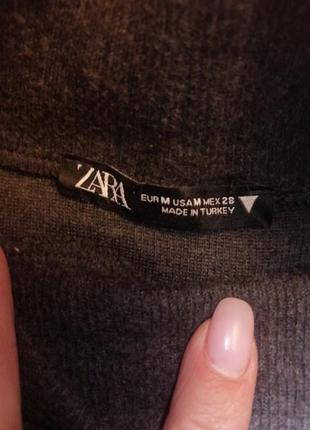 ZARA
EUR M USA M MEX 28
MADE IN TURKEY